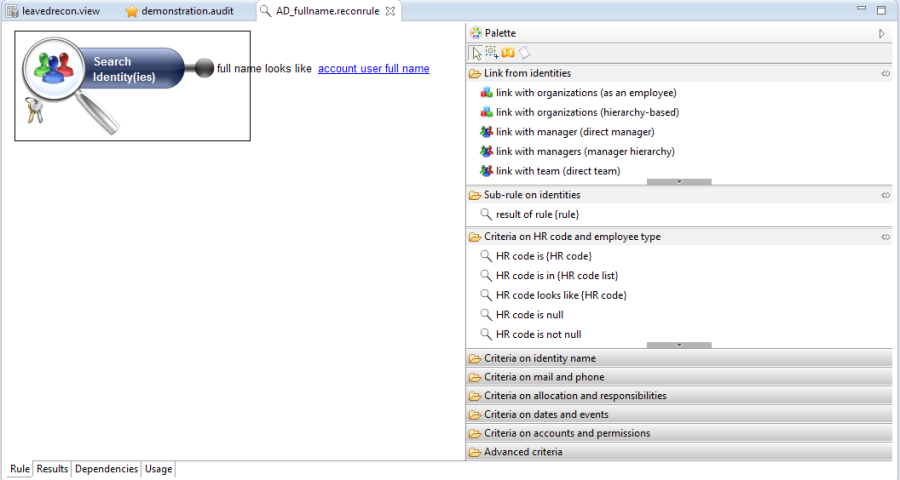 leavedrecon.view
demonstration.audit
AD_fullname.reconrule
Search
Identity(ies)
full name looks like account user full name
Palette
Link from identities
link with organizations (as an employee)
link with organizations (hierarchy-based)
link with manager (direct manager)
link with managers (manager hierarchy)
link with team (direct team)
Sub-rule on identities
result of rule {rule}
Criteria on HR code and employee type
HR code is {HR code}
HR code is in {HR code list}
HR code looks like {HR code}
HR code is null
HR code is not null
Criteria on identity name
Criteria on mail and phone
Criteria on allocation and responsibilities
Criteria on dates and events
Criteria on accounts and permissions
Advanced criteria
Rule Results Dependencies Usage